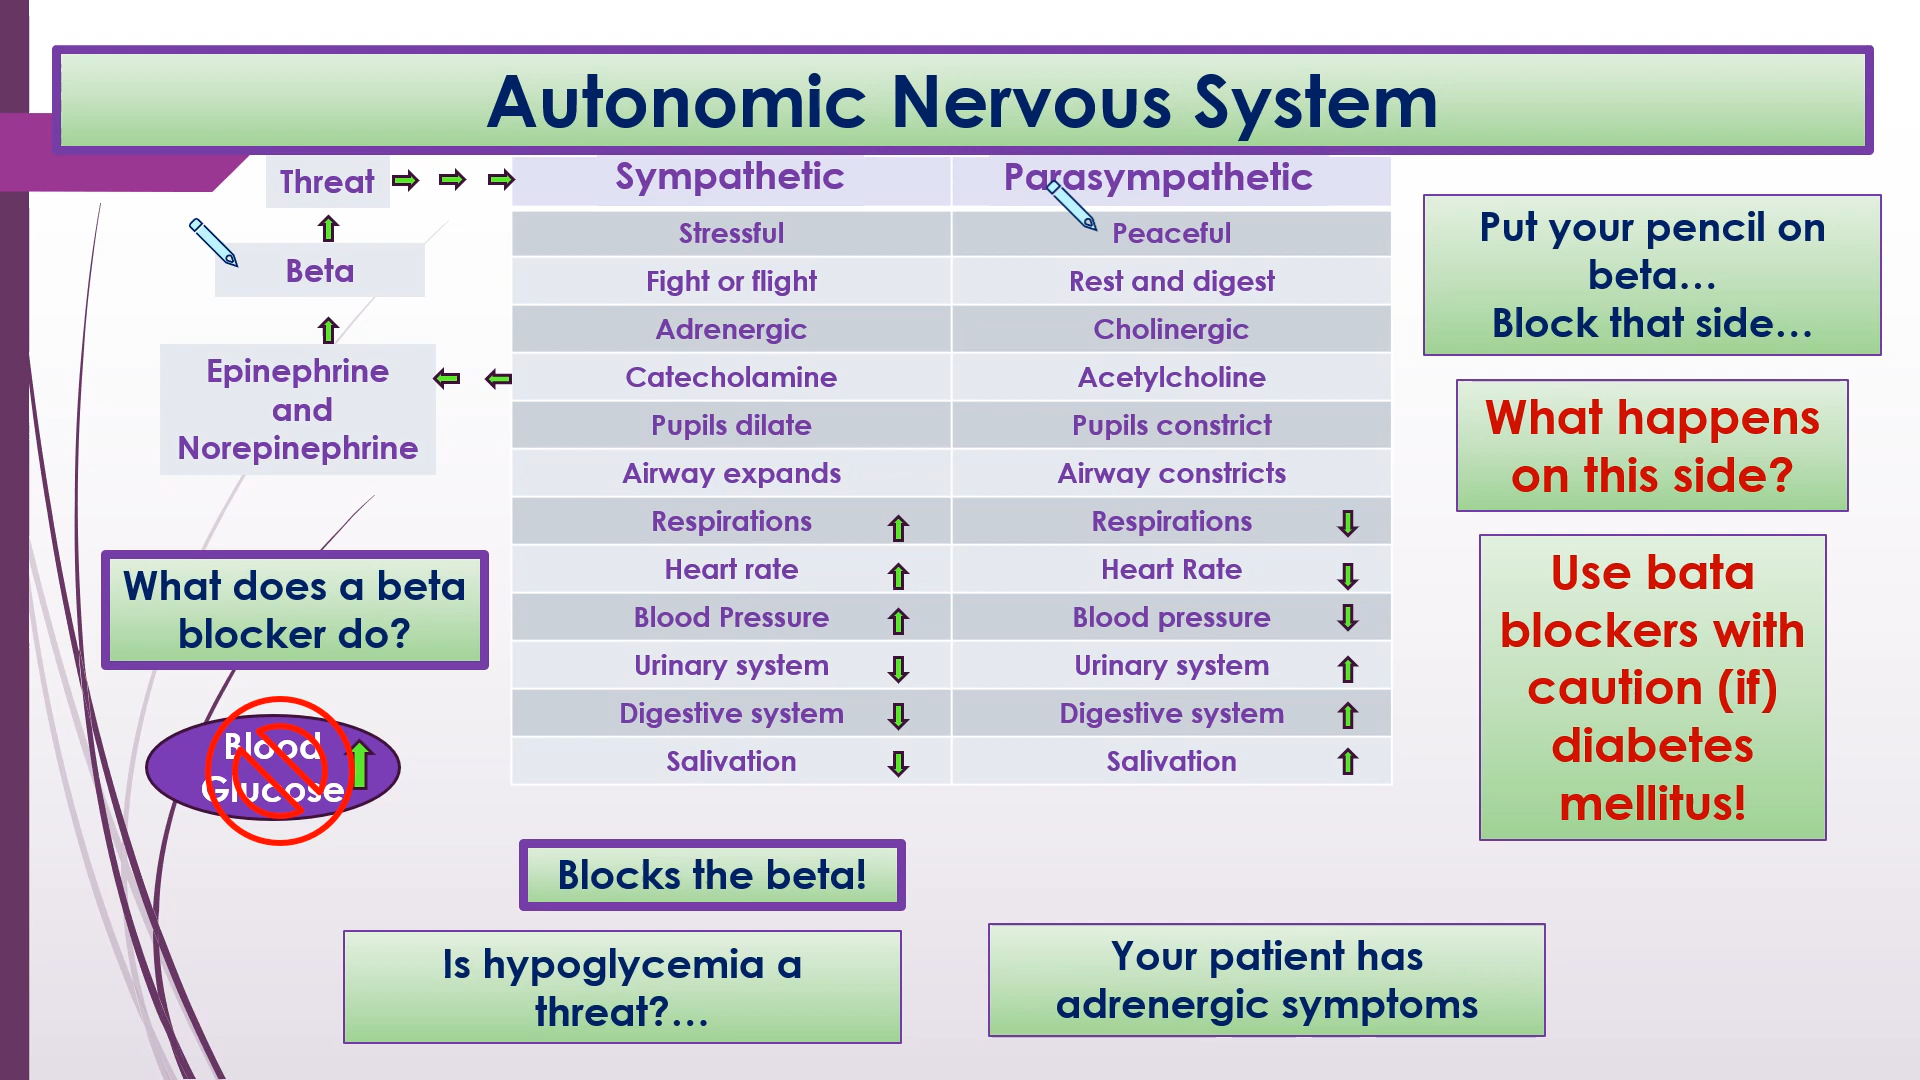 Autonomic Nervous System
Threat
Beta
Epinephrine
and
Norepinephrine
Sympathetic Parasympathetic
Stressful Peaceful
Fight or flight Rest and digest
Adrenergic Cholinergic
Catecholamine Acetylcholine
Pupils dilate Pupils constrict
Airway expands Airway constricts
Respirations Respirations
Heart rate Heart Rate
Blood Pressure Blood pressure
Urinary system Urinary system
Digestive system Digestive system
Salivation Salivation
Put your pencil on
beta…
Block that side…
What happens
on this side?
Use bata
blockers with
caution (if)
diabetes
mellitus!
What does a beta
blocker do?
Blood
Glucose
Blocks the beta!
Is hypoglycemia a
threat?…
Your patient has
adrenergic symptoms